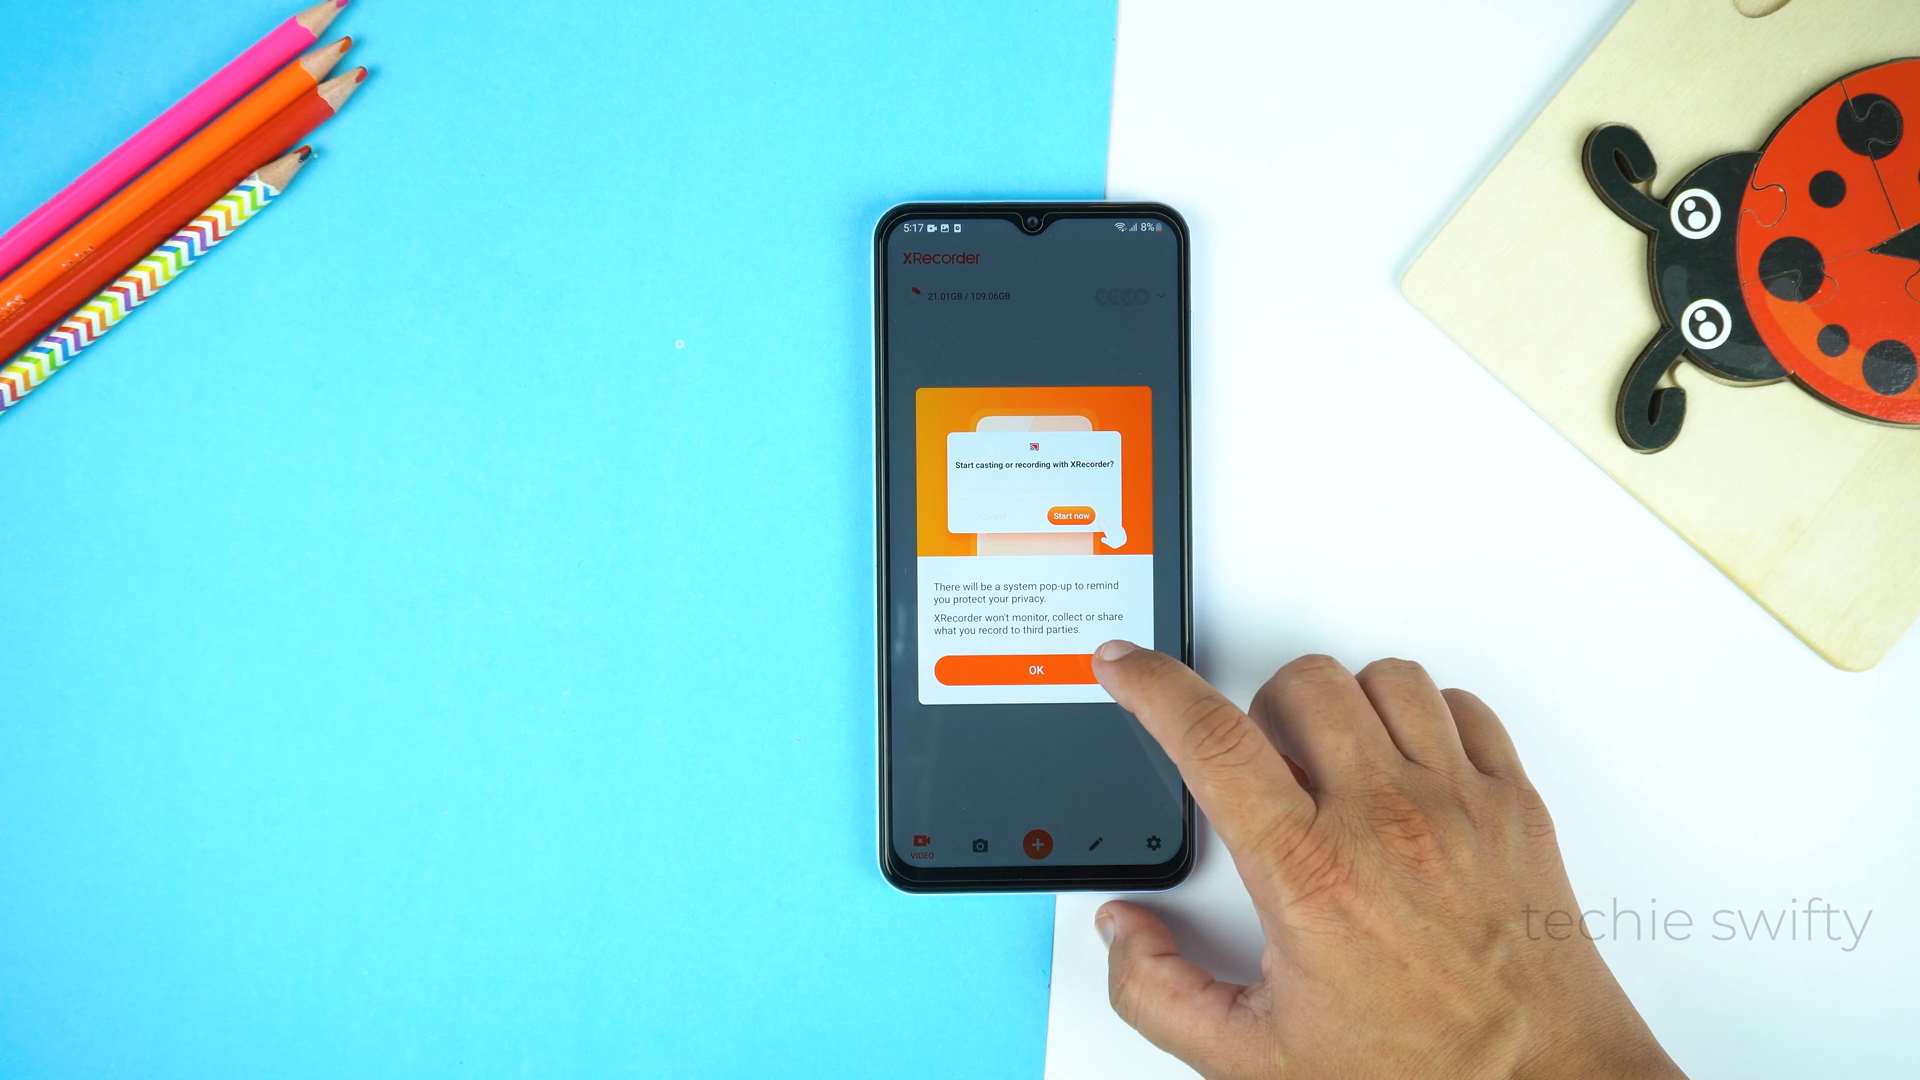 5:17
8%
XRecorder
21.01GB / 109.06GB
Start casting or recording with XRecorder?
Start now
There will be a system pop-up to remind
you protect your privacy.
XRecorder won't monitor, collect or share
what you record to third parties.
OK
VIDEO
techie swifty